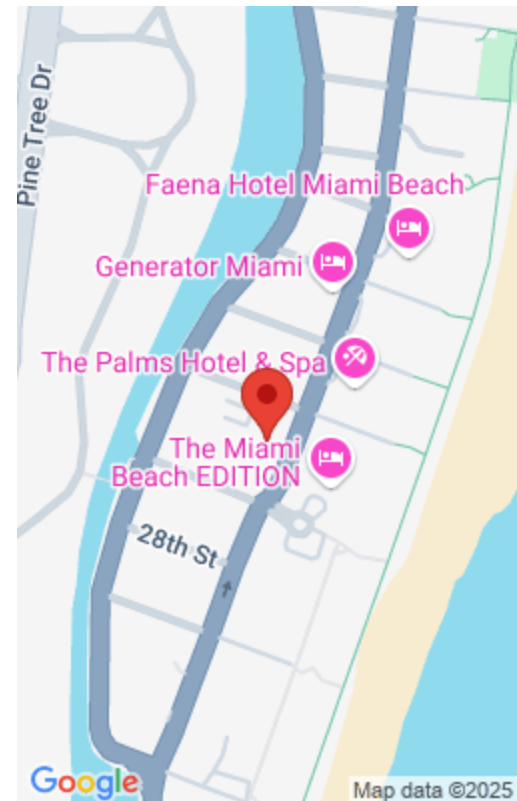 Pine Tree Dr
Faena Hotel Miami Beach
Generator Miami
The Palms Hotel & Spa
The Miami
Beach EDITION
28th St
Google
Map data ©2025